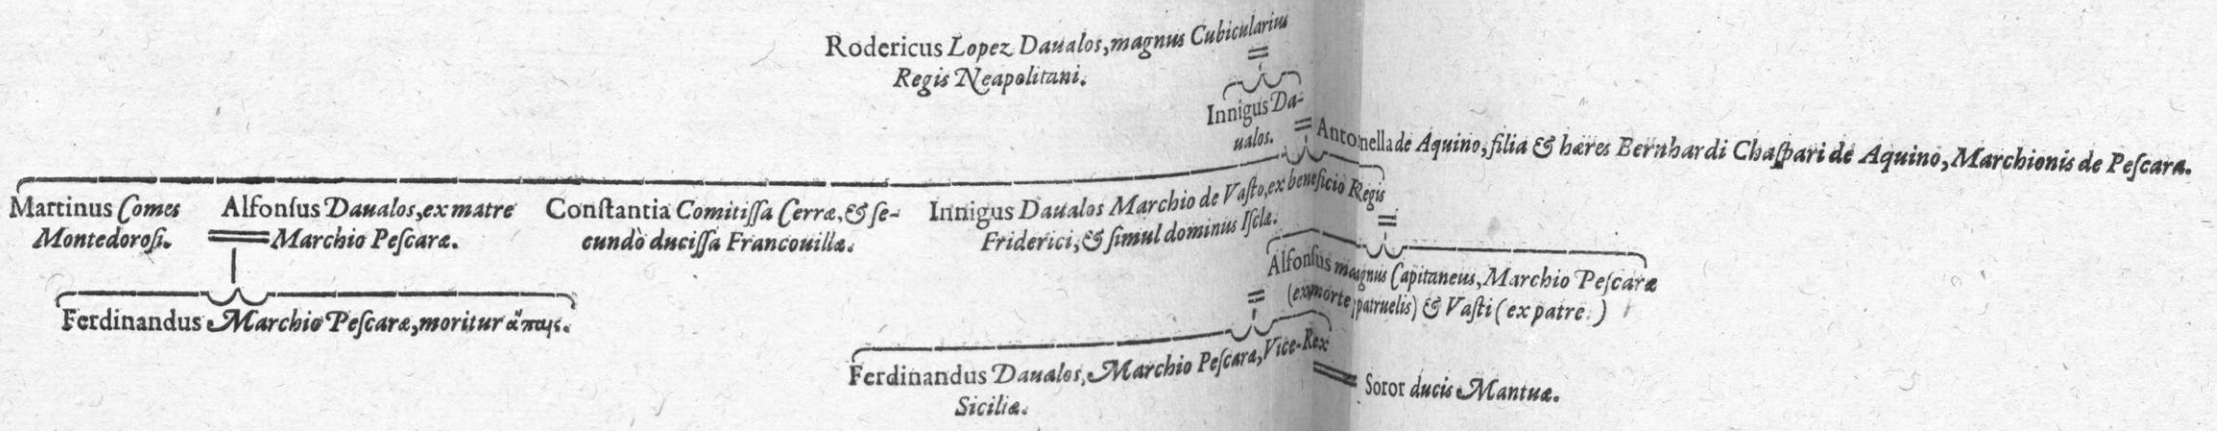 Rodericus Lopez Daualos, magnus Cubicularius
Regis Neapolitani.
Innigus Da-
ualos.
Antonella de Aquino, filia & hæres Bernhardi Chaſpari de Aquino, Marchionis de Peſcara.
Martinus Comes
Montedoroſi.
Alfonſus Daualos, ex matre
Marchio Peſcaræ.
Conſtantia Comitiſſa Cerræ, & ſe-
cundò duciſſa Francouillæ.
Innigus Daualos Marchio de Vaſto, ex beneficio Regis
Friderici, & ſimul dominus Iſclæ.
Alfonſus magnus Capitaneus, Marchio Peſcaræ
(ex morte patruelis) & Vaſti (ex patre.)
Ferdinandus Marchio Peſcaræ, moritur ἄπαις.
Ferdinandus Daualos, Marchio Peſcaræ, Vice-Rex
Siciliæ.
Soror ducis Mantuæ.